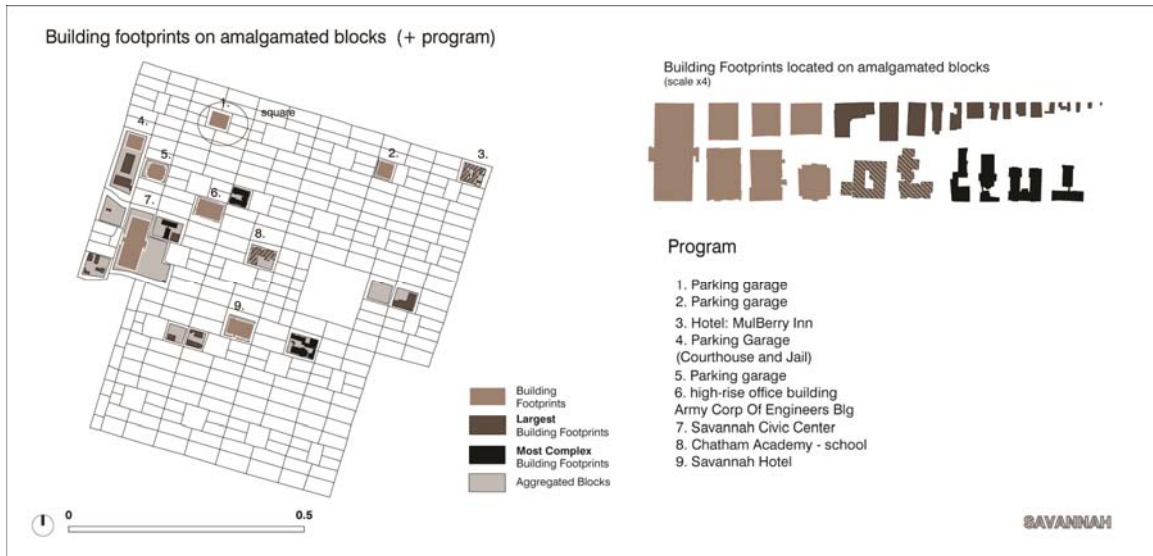 Building footprints on amalgamated blocks (+ program)
1.
square
4.
5.
2.
3.
6.
7.
8.
9.
Building
Footprints
Largest
Building Footprints
Most Complex
Building Footprints
Aggregated Blocks
0
0.5
Building Footprints located on amalgamated blocks
(scale x4)
Program
1. Parking garage
2. Parking garage
3. Hotel: MulBerry Inn
4. Parking Garage
(Courthouse and Jail)
5. Parking garage
6. high-rise office building
Army Corp Of Engineers Blg
7. Savannah Civic Center
8. Chatham Academy - school
9. Savannah Hotel
SAVANNAH